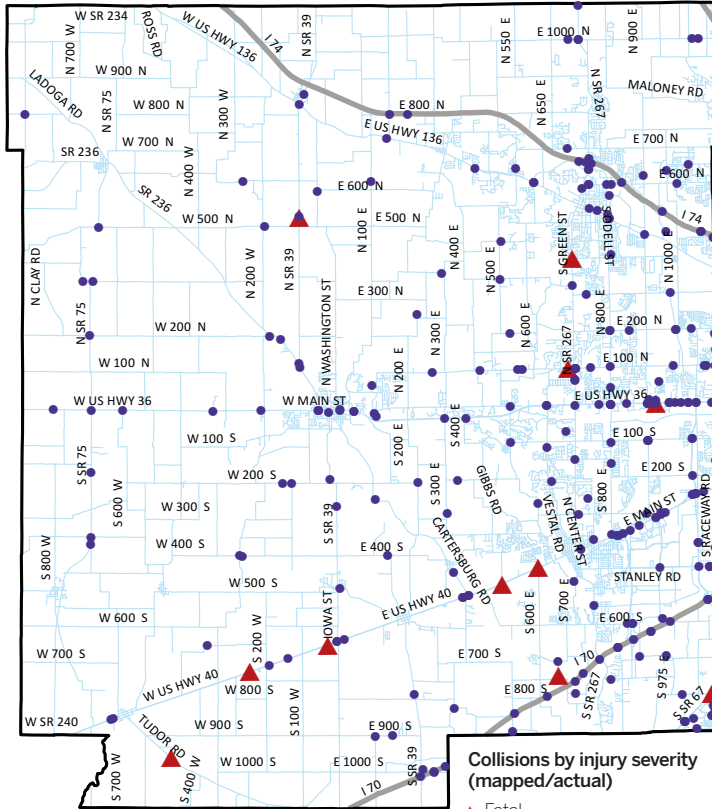 W SR 234
ROSS RD
N SR 39
I 74
N 550 E
E 1000 N
N 900 E
N 700 W
W US HWY 136
W 900 N
LADOGA RD
N SR 75
W 800 N
N 300 W
E 800 N
N 650 E
N SR 267
MALONEY RD
E US HWY 136
W 700 N
E 700 N
SR 236
N 400 W
E 600 N
E 600 N
SR 236
W 500 N
E 500 N
N 100 E
N 400 E
S GREEN ST
S ODELL ST
I 74
N CLAY RD
N 200 W
N SR 39
N 500 E
N 1000 E
E 300 N
N SR 75
W 200 N
N WASHINGTON ST
N 300 E
N 600 E
N 800 E
E 200 N
W 100 N
N 200 E
N SR 267
E 100 N
W US HWY 36
W MAIN ST
E US HWY 36
W 100 S
S 200 E
S 400 E
E 100 S
S SR 75
W 200 S
E 200 S
S 600 W
S 300 E
GIBBS RD
S 800 E
S RACEWAY RD
W 300 S
S SR 39
VESTAL RD
N CENTER ST
E MAIN ST
W 400 S
E 400 S
CARTERSBURG RD
S 800 W
W 500 S
STANLEY RD
IOWA ST
E US HWY 40
S 600 E
S 700 E
W 600 S
S 200 W
E 600 S
W 700 S
E 700 S
I 70
S 975 E
W US HWY 40
W 800 S
E 800 S
S SR 267
S SR 67
S 100 W
W SR 240
TUDOR RD
W 900 S
E 900 S
S 700 W
S 400 W
W 1000 S
E 1000 S
S SR 39
I 70
Collisions by injury severity
(mapped/actual)
Fatal